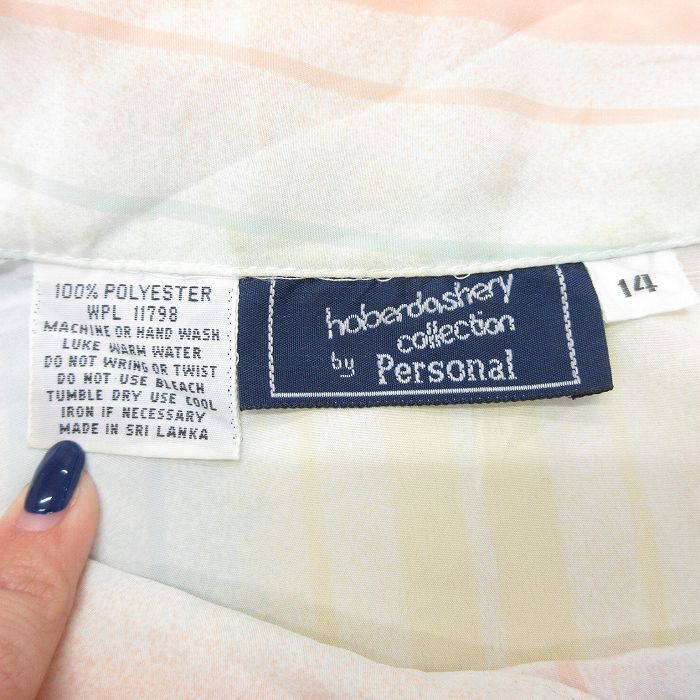 100% POLYESTER
WPL 11798
MACHINE OR HAND WASH
LUKE WARM WATER
DO NOT WRING OR TWIST
DO NOT USE BLEACH
TUMBLE DRY USE COOL
IRON IF NECESSARY
MADE IN SRI LANKA
haberdashery
collection
by Personal
14